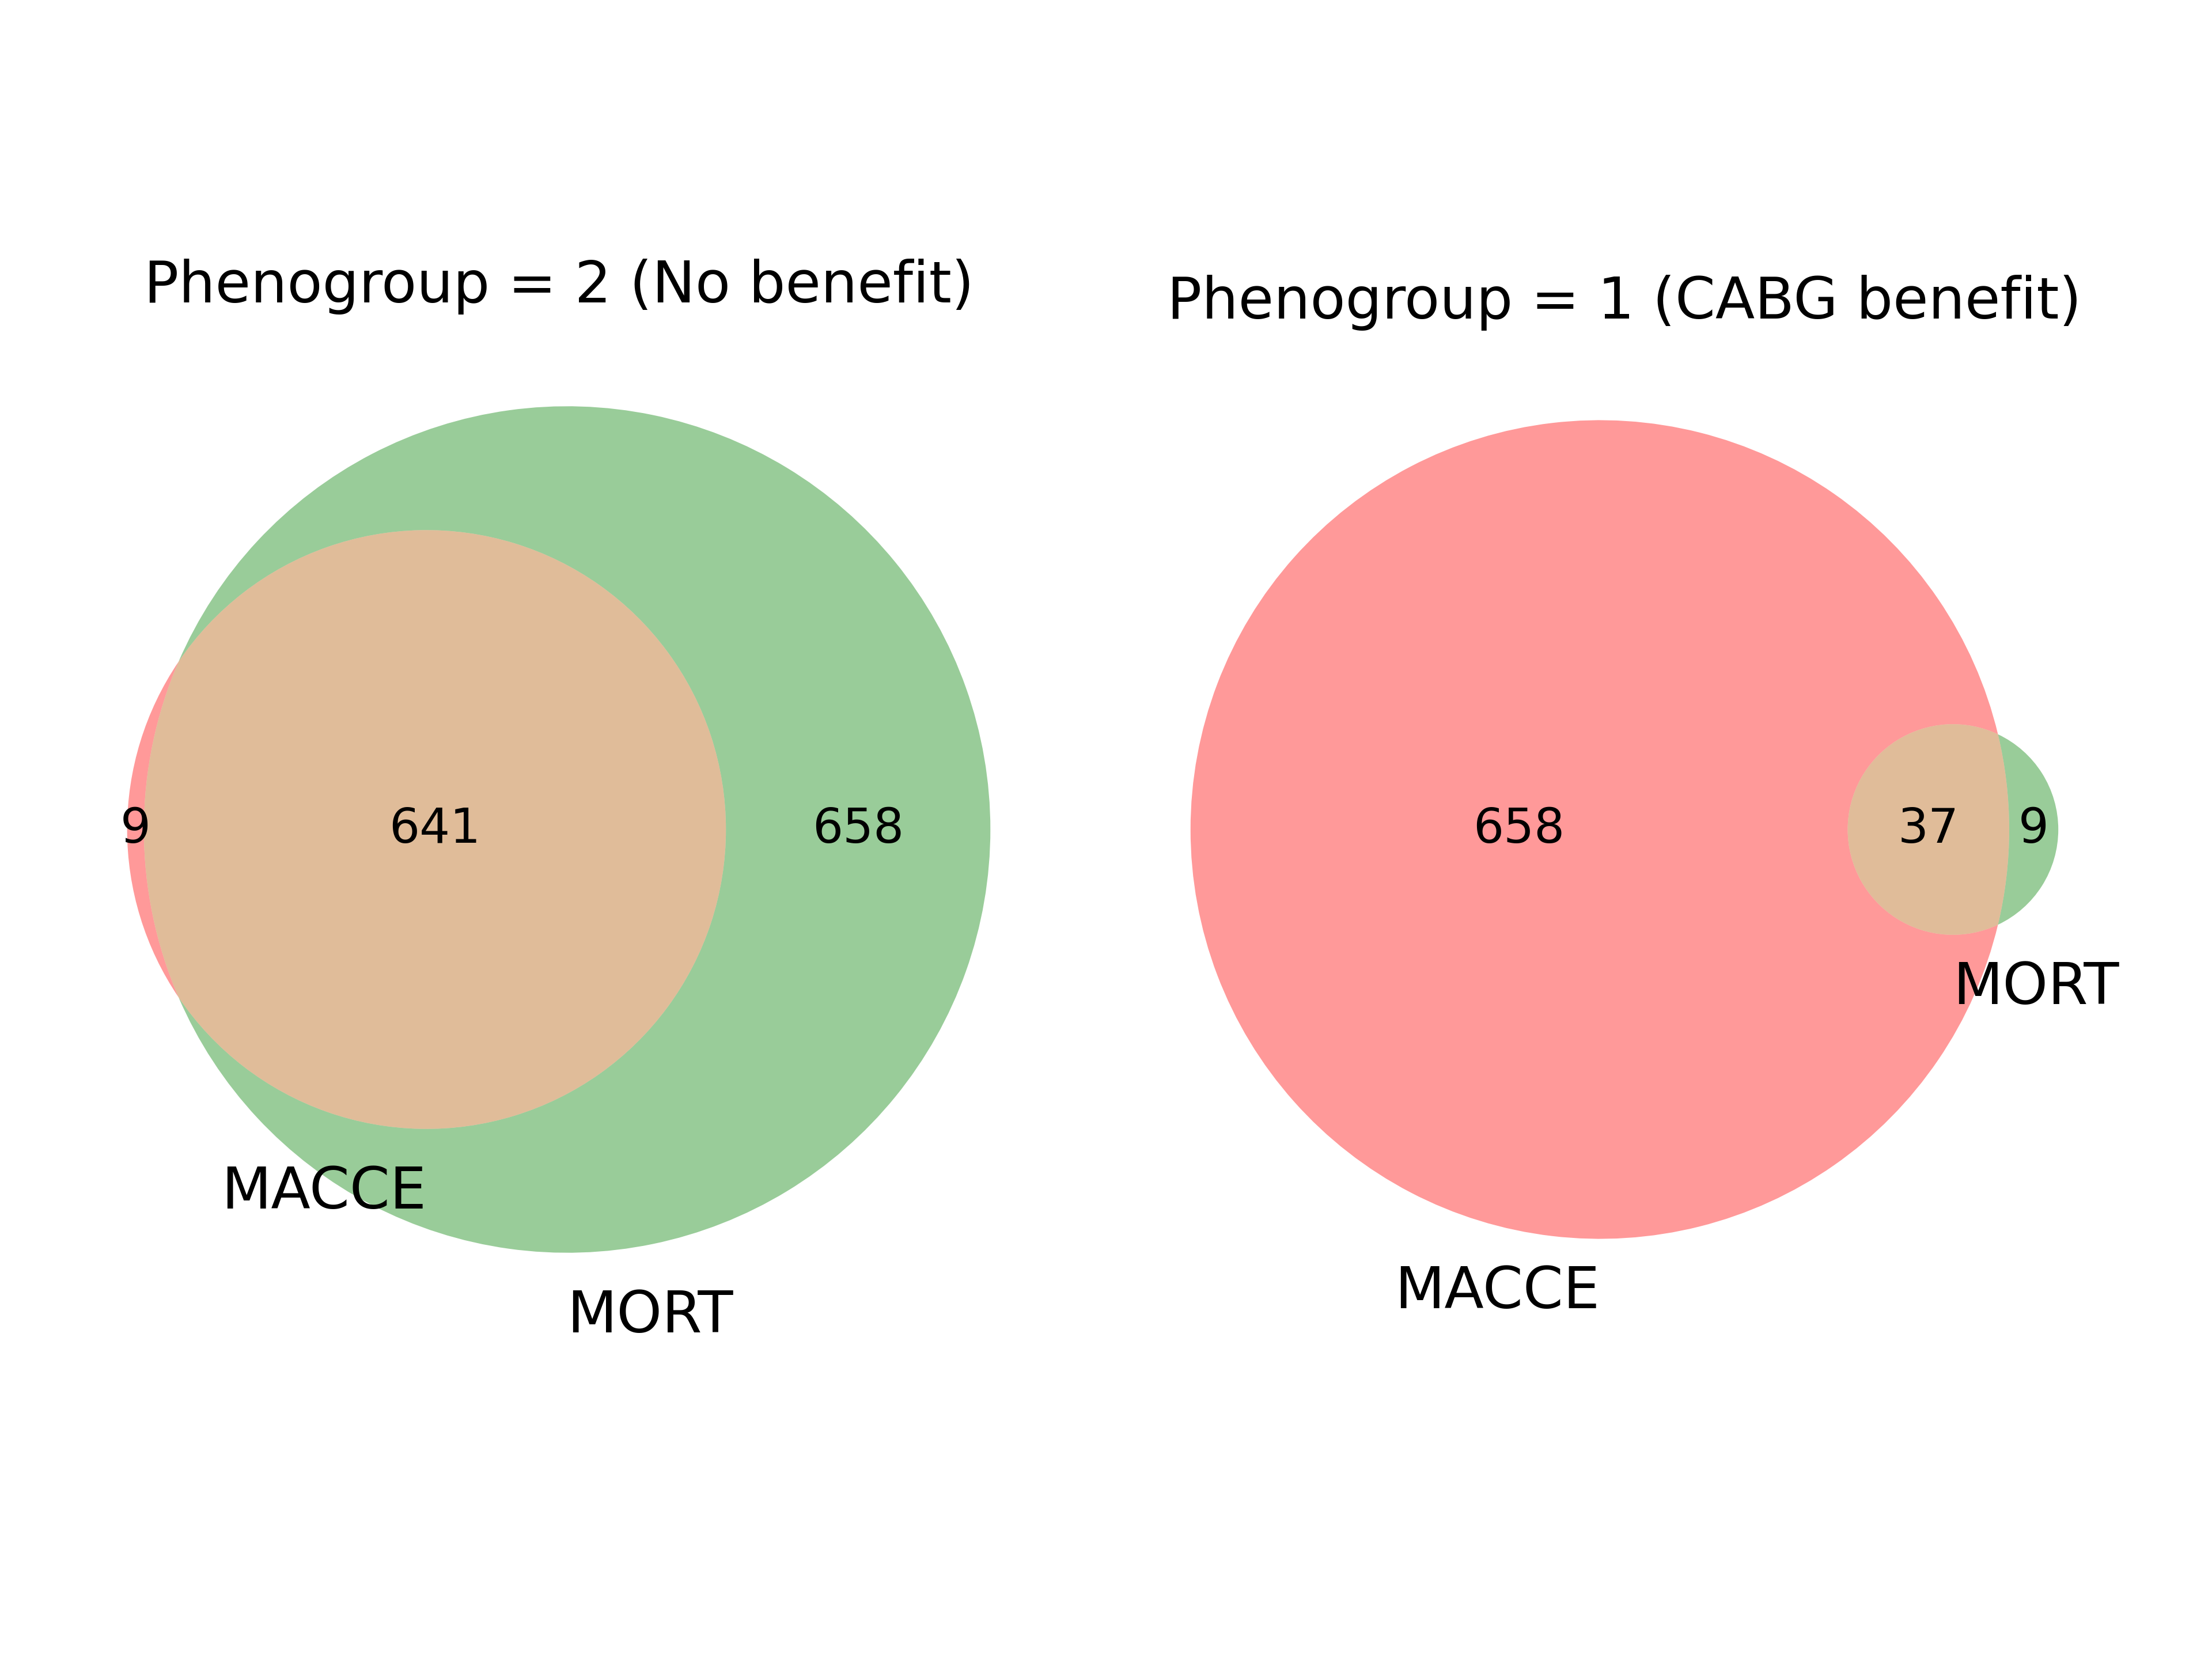 Phenogroup = 2 (No benefit)
9
641
658
MACCE
MORT
Phenogroup = 1 (CABG benefit)
658
37
9
MORT
MACCE